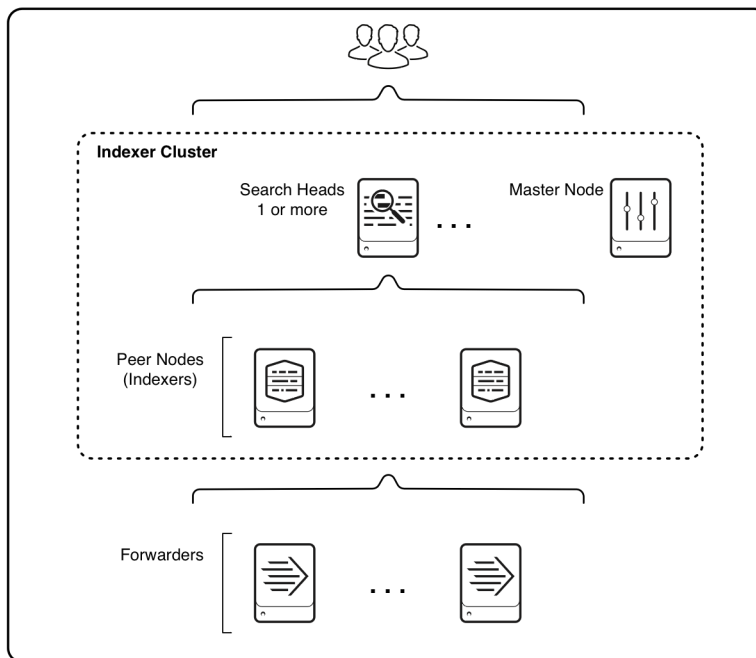 Indexer Cluster
Search Heads
1 or more
. . .
Master Node
Peer Nodes
(Indexers)
. . .
Forwarders
. . .